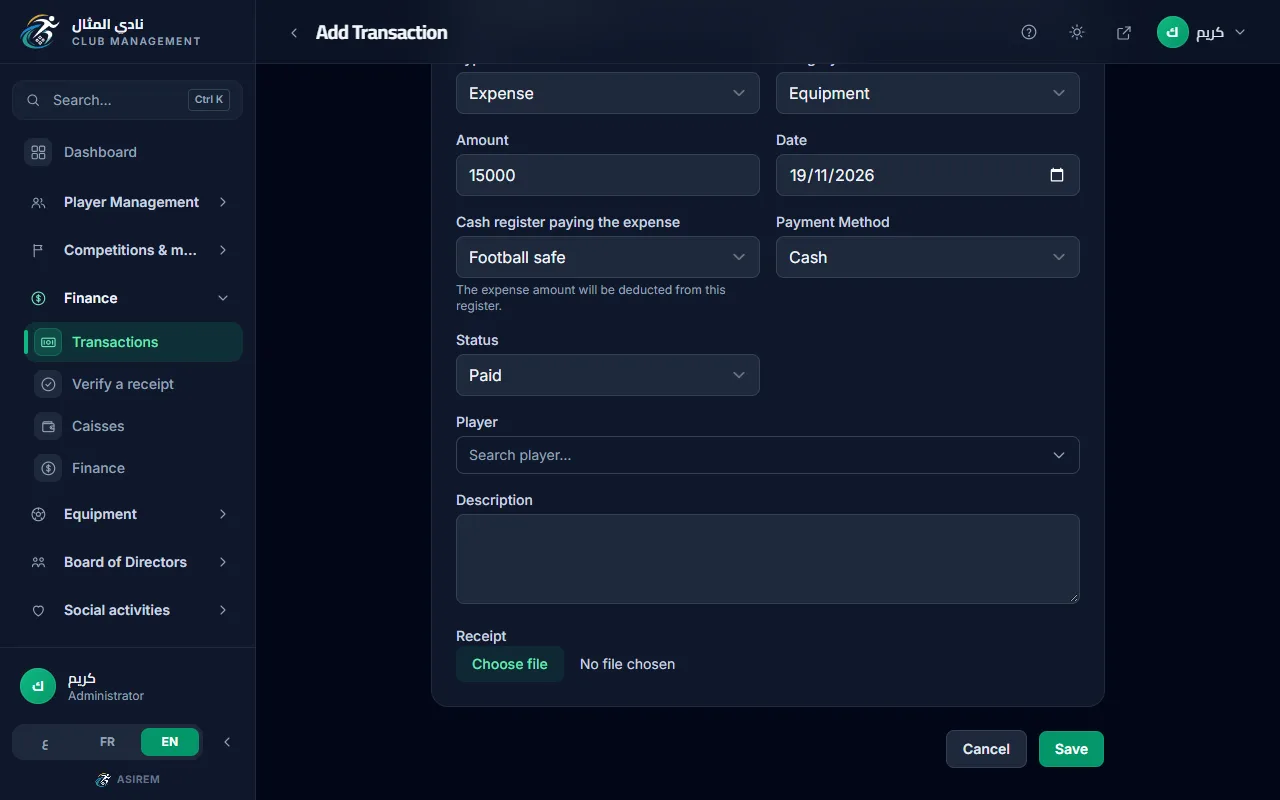 نادي المثال
CLUB MANAGEMENT
Search...
Ctrl K
Dashboard
Player Management
Competitions & m...
Finance
Transactions
Verify a receipt
Caisses
Finance
Equipment
Board of Directors
Social activities
ك
كريم
Administrator
ع
FR
EN
ASIREM
Add Transaction
ك
كريم
Expense
Equipment
Amount
Date
15000
19/11/2026
Cash register paying the expense
Payment Method
Football safe
Cash
The expense amount will be deducted from this
register.
Status
Paid
Player
Search player...
Description
Receipt
Choose file
No file chosen
Cancel
Save